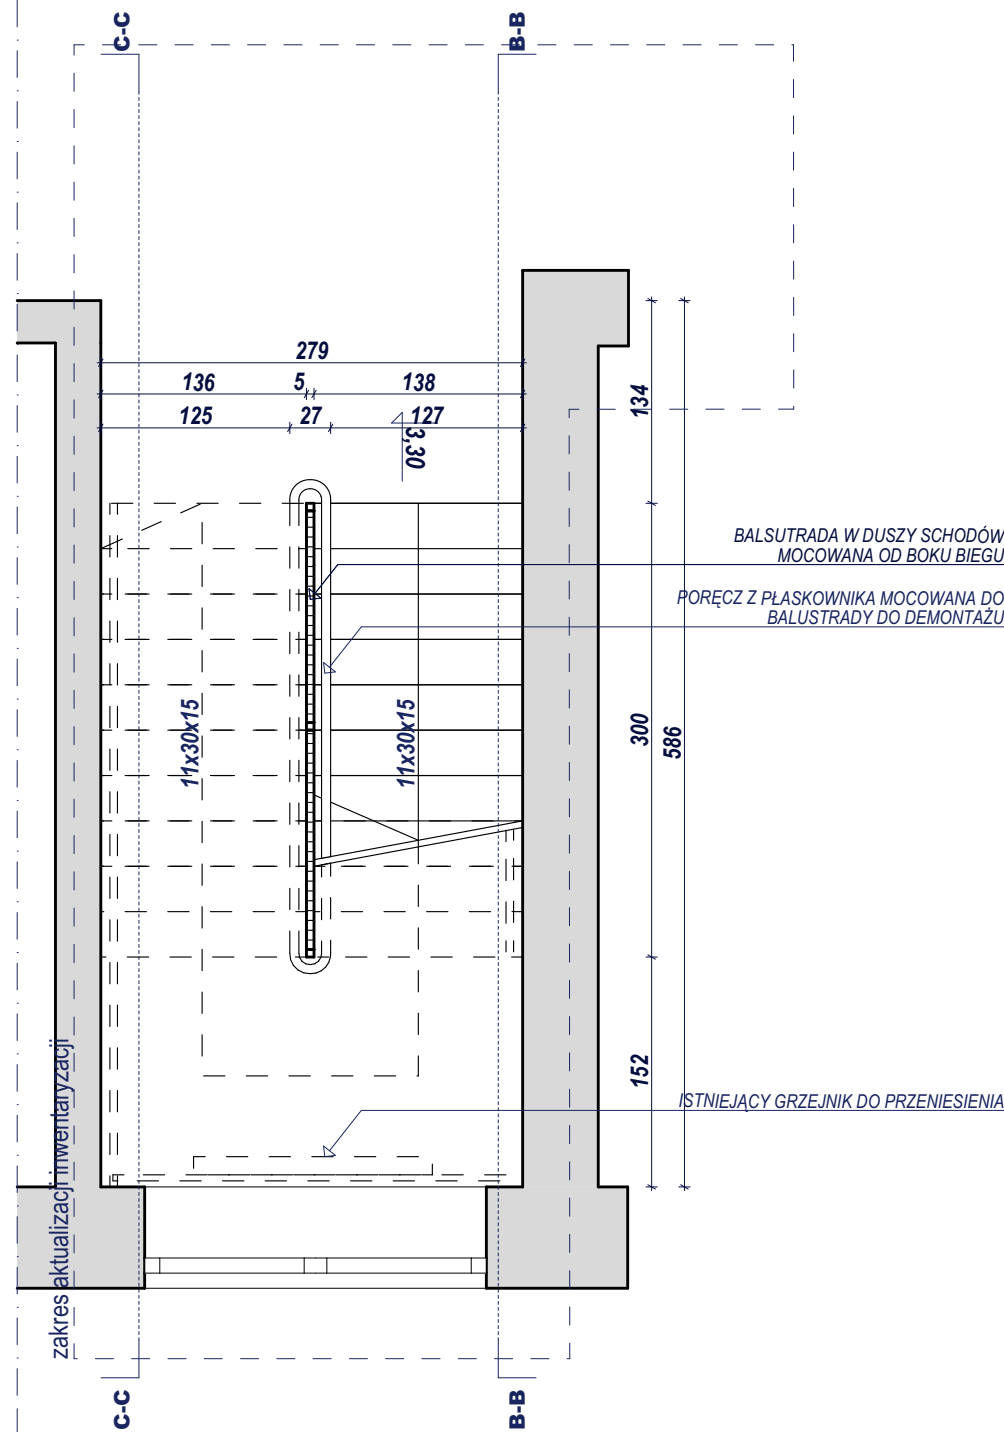 C-C
B-B
279
136
5
138
125
27
127
3,30
134
BALSUTRADA W DUSZY SCHODÓW
MOCOWANA OD BOKU BIEGU
PORĘCZ Z PŁASKOWNIKA MOCOWANA DO
BALUSTRADY DO DEMONTAŻU
11x30x15
11x30x15
300
586
152
ISTNIEJĄCY GRZEJNIK DO PRZENIESIENIA
zakres aktualizacji inwentaryzacji
C-C
B-B